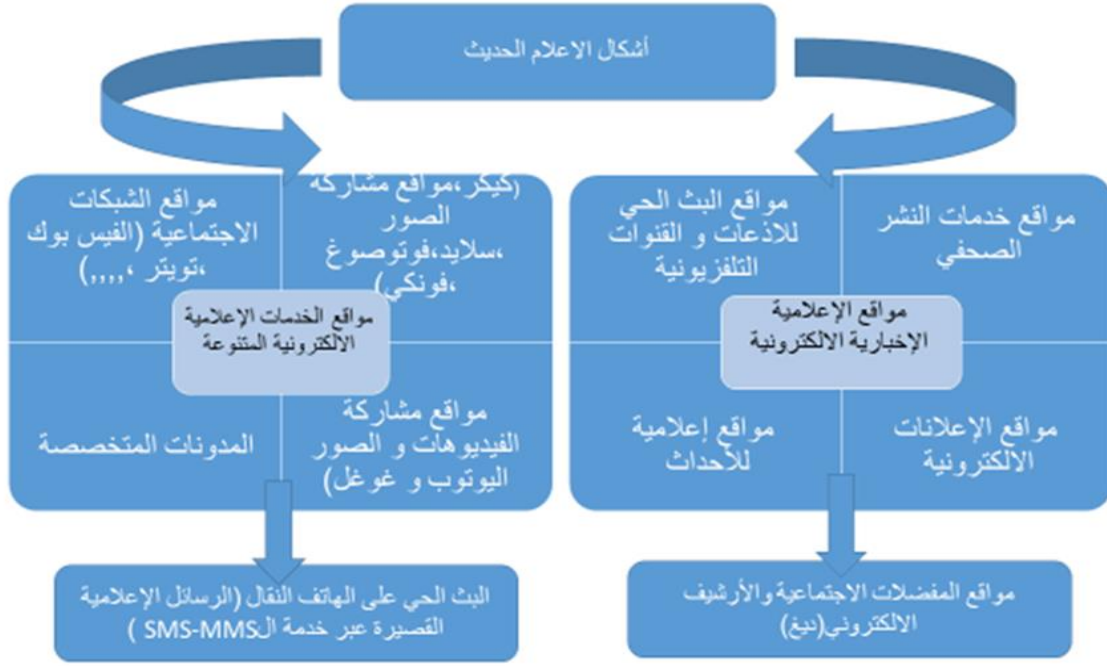 أشكال الاعلام الحديث
مواقع خدمات النشر
الصحفي
مواقع البث الحي
للاذعات و القنوات
التلفزيونية
مواقع الإعلامية
الإخبارية الالكترونية
مواقع الإعلانات
الالكترونية
مواقع إعلامية
للأحداث
مواقع المفضلات الاجتماعية والأرشيف
الالكتروني(ديغ)
(كيكر،مواقع مشاركة
الصور
،سلايد،فوتوصوغ
،فونكي)
مواقع الشبكات
الاجتماعية (الفيس بوك
،تويتر ،,,,,)
مواقع الخدمات الإعلامية
الالكترونية المتنوعة
مواقع مشاركة
الفيديوهات و الصور
اليوتوب و غوغل)
المدونات المتخصصة
البث الحي على الهاتف النقال (الرسائل الإعلامية
القصيرة عبر خدمة الSMS-MMS )